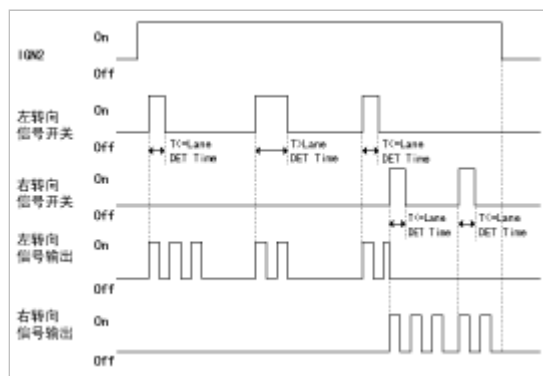 IGN2
On
Off
左转向
信号开关
On
Off
T<=Lane
DET Time
T>Lane
DET Time
T<=Lane
DET Time
右转向
信号开关
On
Off
T<=Lane
DET Time
T<=Lane
DET Time
左转向
信号输出
On
Off
右转向
信号输出
On
Off